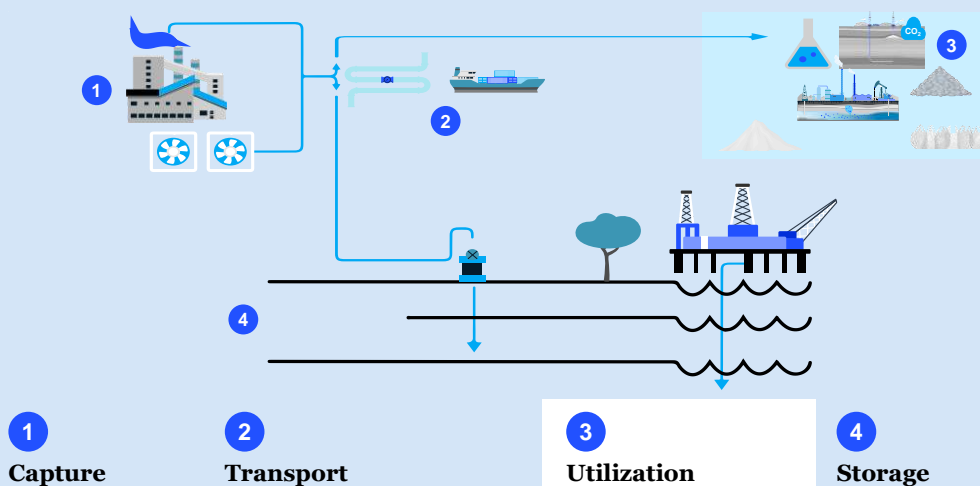 CO₂
3
1
2
4
1
2
3
4
Capture
Transport
Utilization
Storage